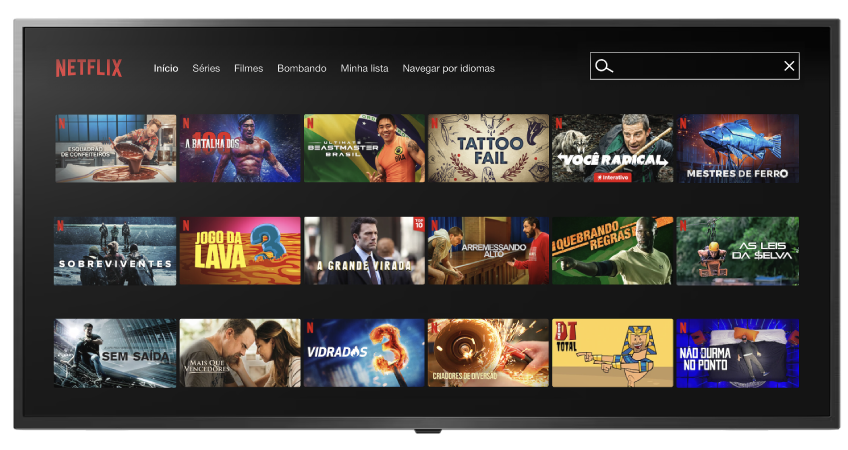 NETFLIX
Início Séries Filmes Bombando Minha lista Navegar por idiomas
ESQUADRÃO
DE CONFEITEIROS
100
A BATALHA DOS
ULTIMATE
BEASTMASTER
BRASIL
TATTOO
FAIL
VOCÊ RADICAL
# Interativo
MESTRES DE FERRO
SOBREVIVENTES
JOGO DA
LAVA 3
TOP
10
A GRANDE VIRADA
ARREMESSANDO
ALTO
QUEBRANDO
REGRAS
AS LEIS
DA SELVA
SEM SAÍDA
MAIS QUE
VENCEDORES
VIDRADOS 3
CRIADORES DE DIVERSÃO
DT
TOTAL
NÃO DURMA
NO PONTO